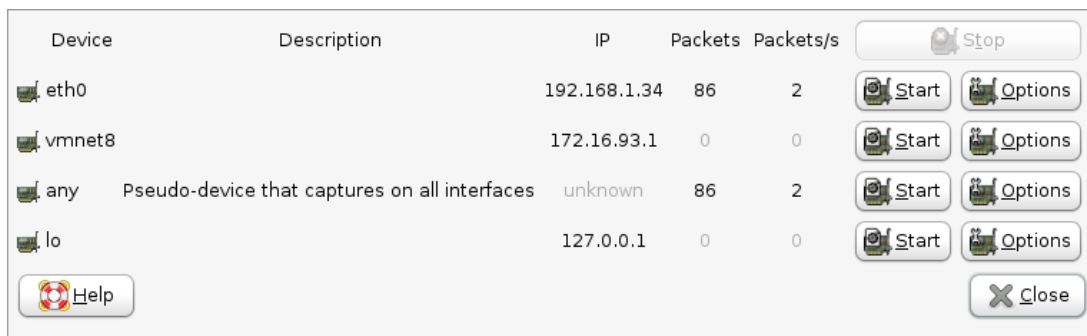 Device Description IP Packets Packets/s Stop
eth0 192.168.1.34 86 2 Start Options
vmnet8 172.16.93.1 0 0 Start Options
any Pseudo-device that captures on all interfaces unknown 86 2 Start Options
lo 127.0.0.1 0 0 Start Options
Help Close